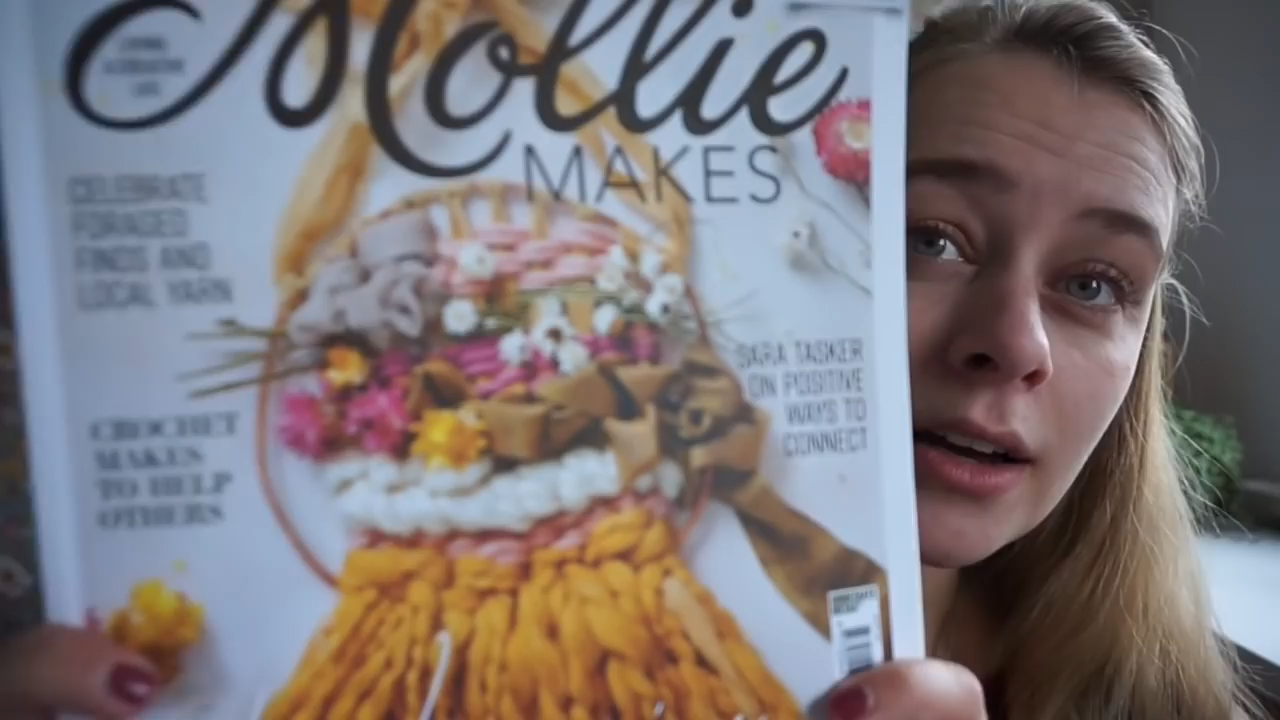 Mollie
MAKES
CELEBRATE
FORAGED
FINDS AND
LOCAL YARN
SARA TASKER
ON POSITIVE
WAYS TO
CONNECT
CROCHET
MAKES
TO HELP
OTHERS